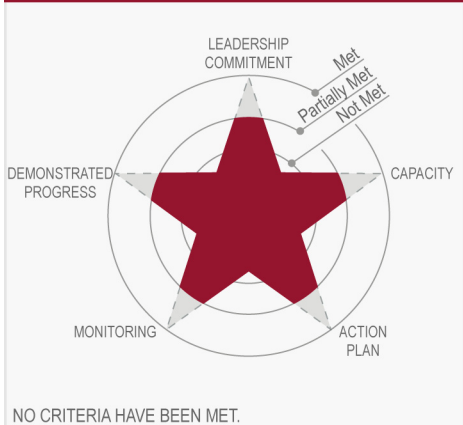 LEADERSHIP
COMMITMENT
Met
Partially Met
Not Met
DEMONSTRATED
PROGRESS
CAPACITY
MONITORING
ACTION
PLAN
NO CRITERIA HAVE BEEN MET.